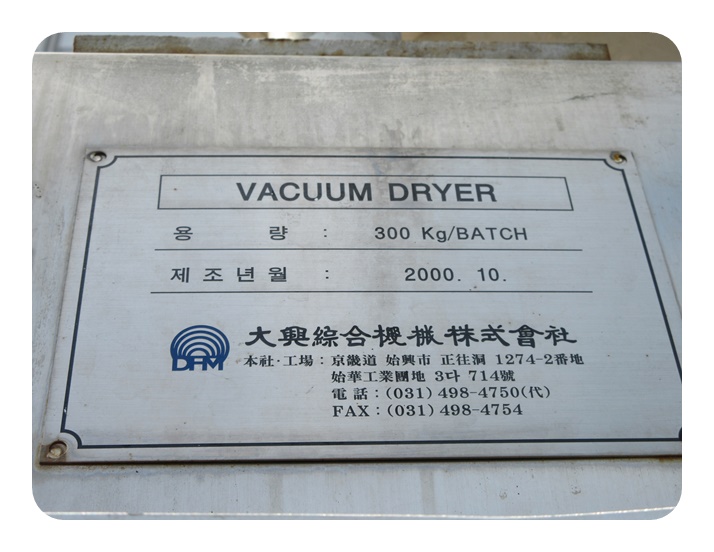 VACUUM DRYER
용 량 : 300 Kg/BATCH
제 조 년 월 : 2000. 10.
DHM
大興綜合機械株式會社
本社·工場 : 京畿道 始興市 正往洞 1274-2番地
始華工業團地 3다 714號
電 話 : (031) 498-4750(代)
FAX : (031) 498-4754